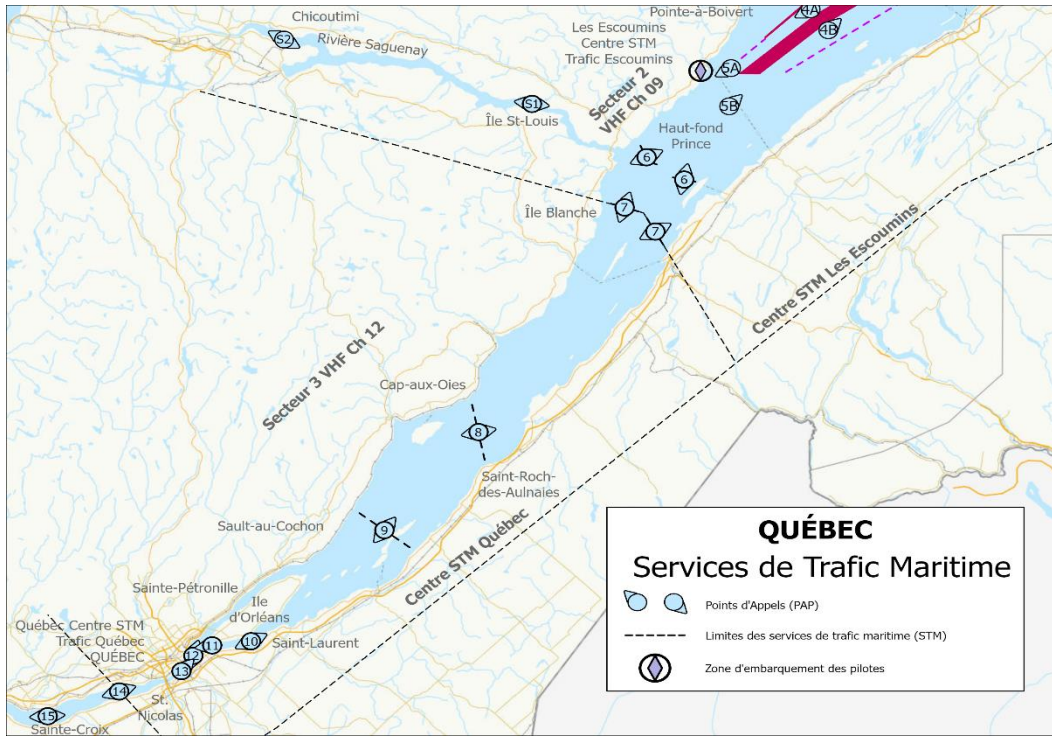 Chicoutimi
S2
Rivière Saguenay
Pointe-à-Boivert
4A
4B
Les Escoumins
Centre STM
Trafic Escoumins
5A
5B
Secteur 2
VHF Ch 09
S1
Île St-Louis
Haut-fond
Prince
6
6
Île Blanche
7
7
Centre STM Les Escoumins
Secteur 3 VHF Ch 12
Cap-aux-Oies
8
Saint-Roch-
des-Aulnaies
Sault-au-Cochon
9
Centre STM Québec
Sainte-Pétronille
Ile
d'Orléans
Québec Centre STM
Trafic Québec
QUÉBEC
10
11
12
13
Saint-Laurent
14
St.
Nicolas
15
Sainte-Croix
QUÉBEC
Services de Trafic Maritime
Points d'Appels (PAP)
Limites des services de trafic maritime (STM)
Zone d'embarquement des pilotes